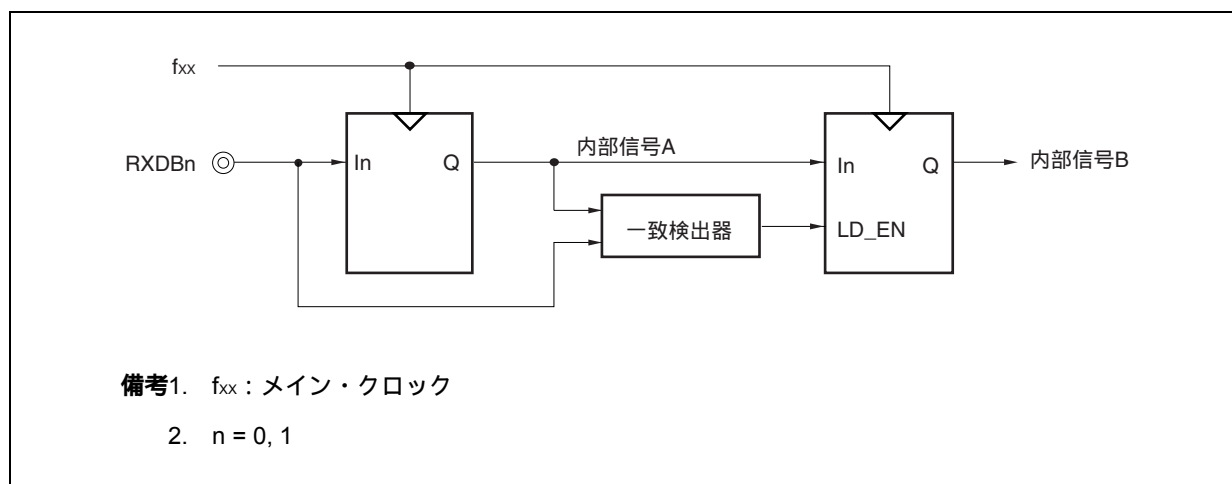 fxx
RXDBn
In
Q
内部信号A
一致検出器
In
Q
LD_EN
内部信号B
備考1. fxx：メイン・クロック
2. n = 0, 1